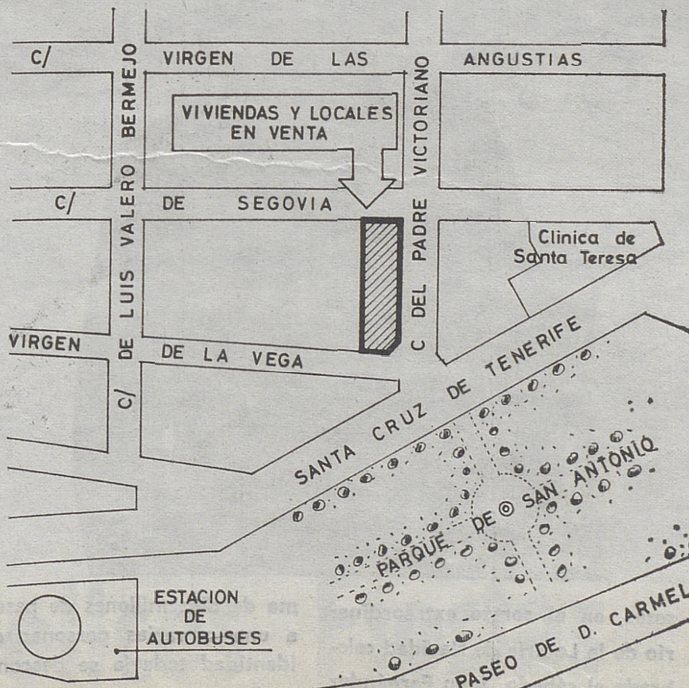 C/ VIRGEN DE LAS ANGUSTIAS
VIVIENDAS Y LOCALES
EN VENTA
C/ DE LUIS VALERO BERMEJO
C DEL PADRE VICTORIANO
C/ DE SEGOVIA
Clinica de
Santa Teresa
VIRGEN DE LA VEGA
SANTA CRUZ DE TENERIFE
PARQUE DE SAN ANTONIO
ESTACION
DE
AUTOBUSES
PASEO DE D. CARMEL